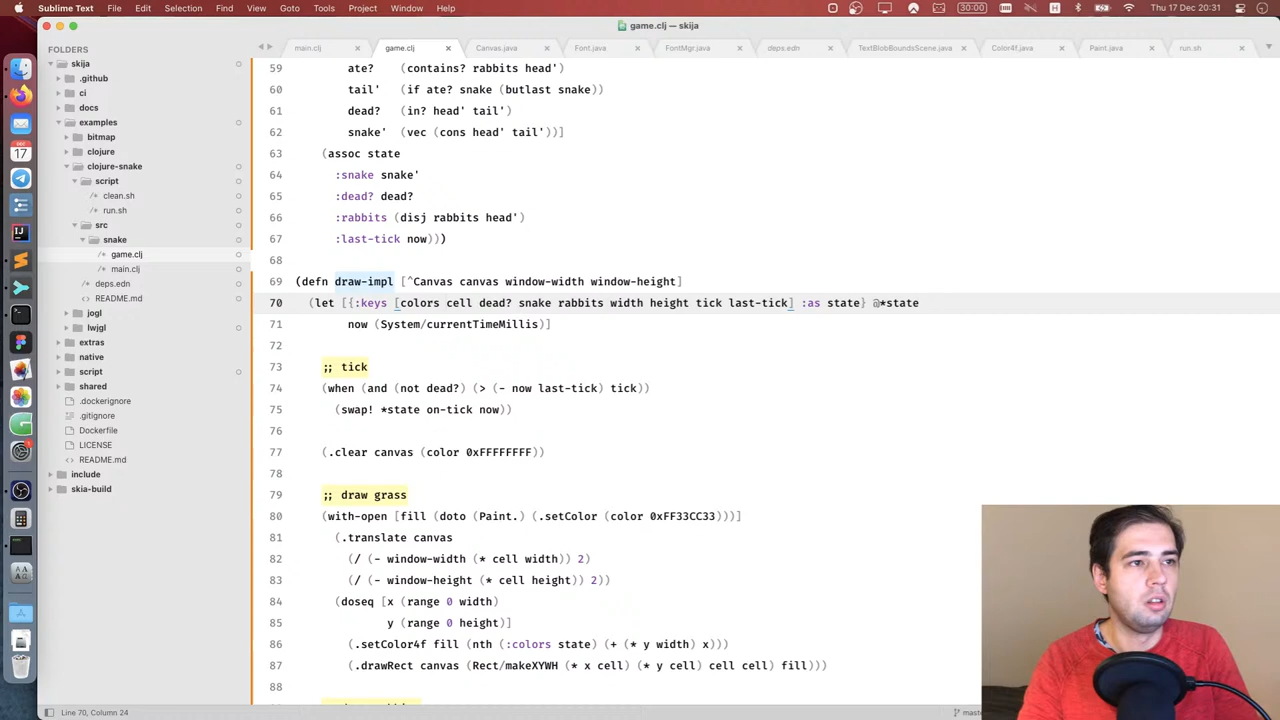 Sublime Text File Edit Selection Find View Goto Tools Project Window Help
Thu 17 Dec 20:31
game.clj — skija
FOLDERS
skija
.github
ci
docs
examples
bitmap
clojure
clojure-snake
script
clean.sh
run.sh
src
snake
game.clj
main.clj
deps.edn
README.md
jogl
lwjgl
extras
native
script
shared
.dockerignore
.gitignore
Dockerfile
LICENSE
README.md
include
skia-build
main.clj game.clj Canvas.java Font.java FontMgr.java deps.edn TextBlobBoundsScene.java Color4f.java Paint.java run.sh
59 ate? (contains? rabbits head')
60 tail' (if ate? snake (butlast snake))
61 dead? (in? head' tail')
62 snake' (vec (cons head' tail'))]
63 (assoc state
64 :snake snake'
65 :dead? dead?
66 :rabbits (disj rabbits head')
67 :last-tick now)))
68
69 (defn draw-impl [^Canvas canvas window-width window-height]
70 (let [{:keys [colors cell dead? snake rabbits width height tick last-tick] :as state} @*state
71 now (System/currentTimeMillis)]
72
73 ;; tick
74 (when (and (not dead?) (> (- now last-tick) tick))
75 (swap! *state on-tick now))
76
77 (.clear canvas (color 0xFFFFFFFF))
78
79 ;; draw grass
80 (with-open [fill (doto (Paint.) (.setColor (color 0xFF33CC33)))]
81 (.translate canvas
82 (/ (- window-width (* cell width)) 2)
83 (/ (- window-height (* cell height)) 2))
84 (doseq [x (range 0 width)
85 y (range 0 height)]
86 (.setColor4f fill (nth (:colors state) (+ (* y width) x)))
87 (.drawRect canvas (Rect/makeXYWH (* x cell) (* y cell) cell cell) fill)))
88
Line 70, Column 24